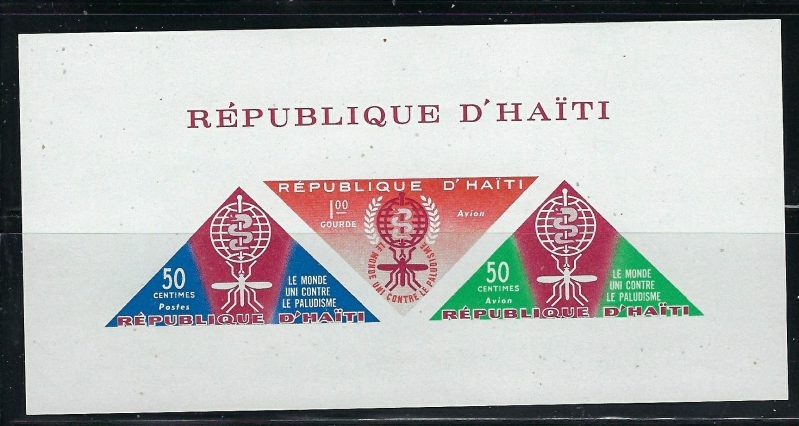 RÉPUBLIQUE D'HAÏTI
50
CENTIMES
Postes
LE MONDE
UNI CONTRE
LE PALUDISME
RÉPUBLIQUE D'HAÏTI
RÉPUBLIQUE D'HAÏTI
1.00
GOURDE
Avion
LE MONDE UNI CONTRE LE PALUDISME
50
CENTIMES
Avion
LE MONDE
UNI CONTRE
LE PALUDISME
RÉPUBLIQUE D'HAÏTI